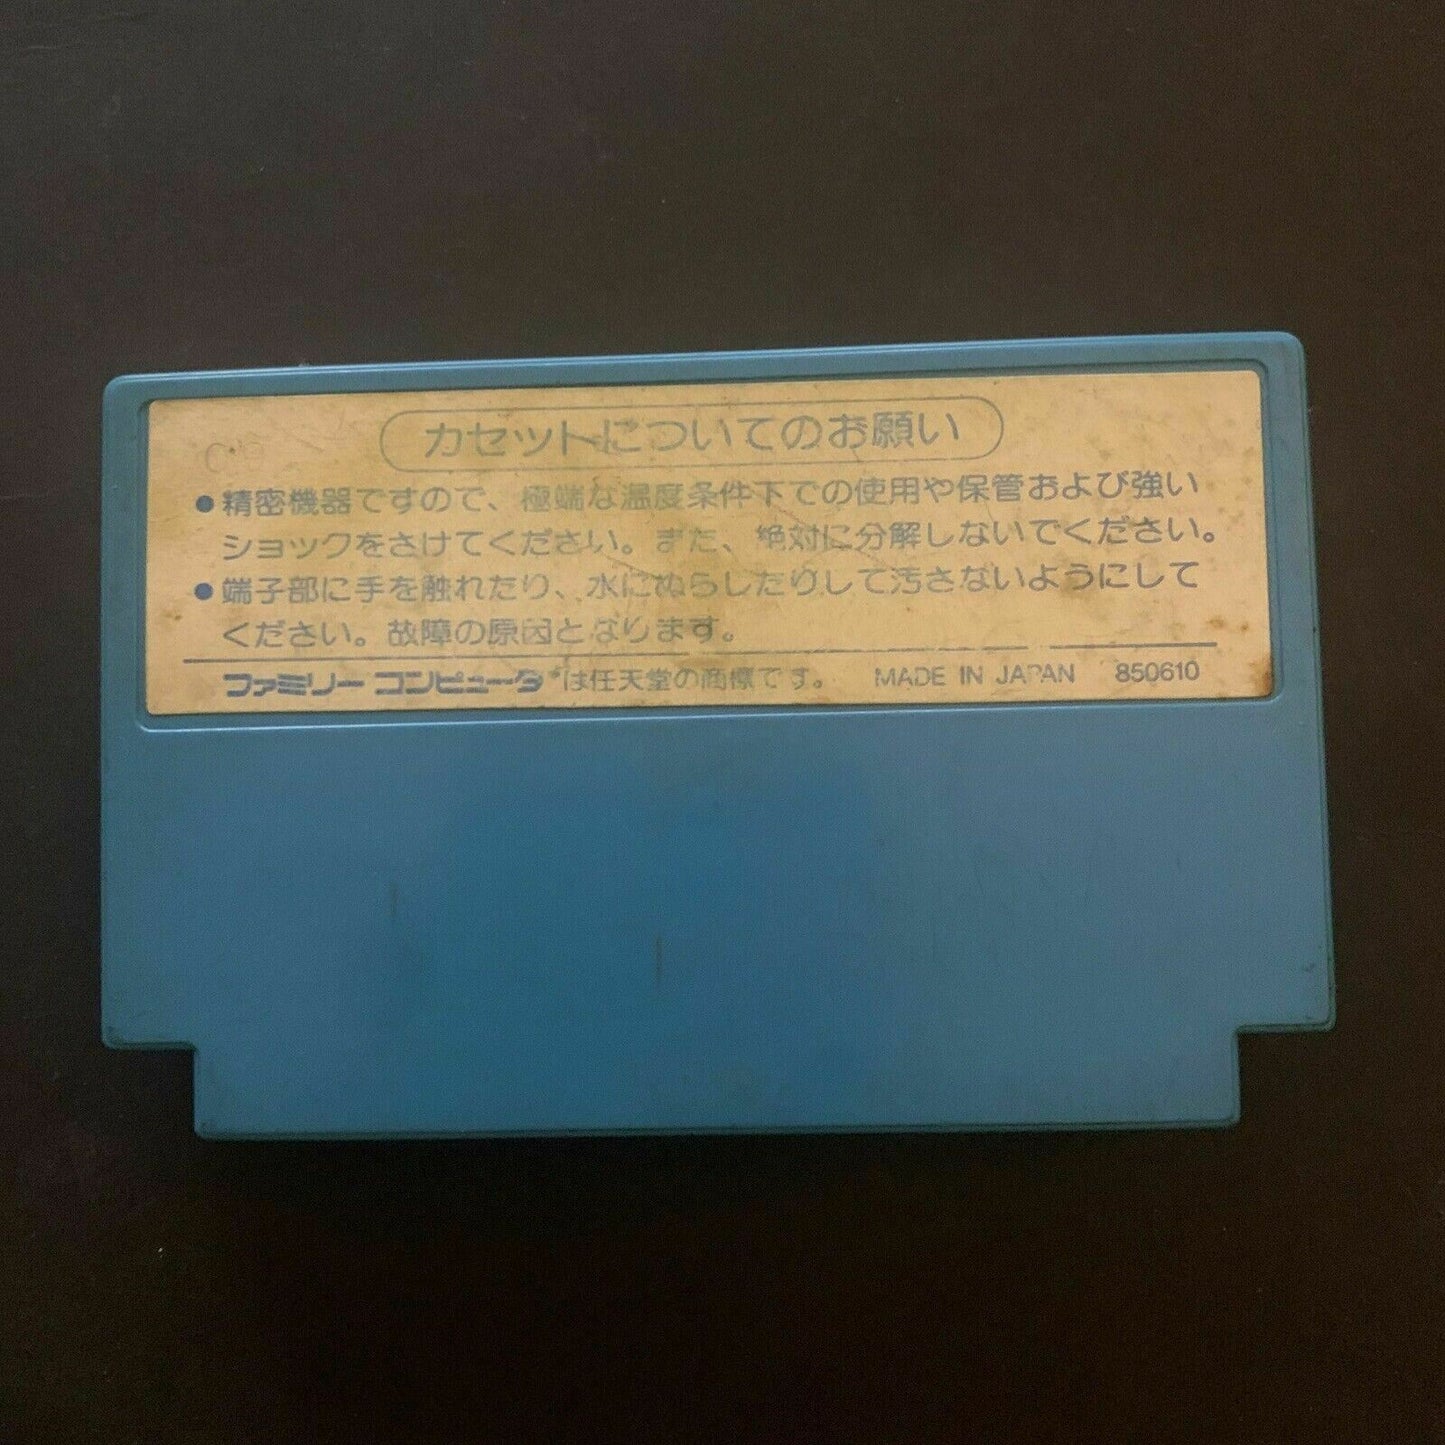 カセットについてのお願い
●精密機器ですので、極端な温度条件下での使用や保管および強い
ショックをさけてください。また、絶対に分解しないでください。
●端子部に手を触れたり、水にぬらしたりして汚さないようにして
ください。故障の原因となります。
ファミリーコンピュータは任天堂の商標です。 MADE IN JAPAN 850610